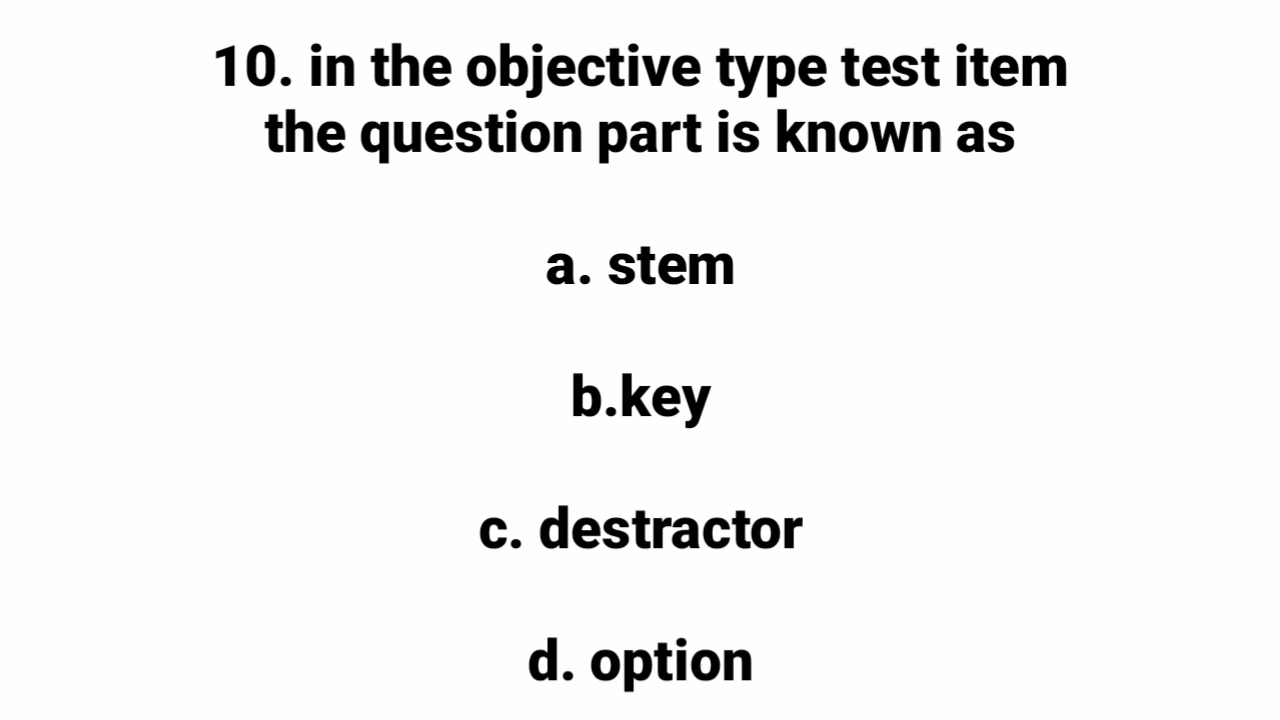 10. in the objective type test item
the question part is known as
a. stem
b.key
c. destractor
d. option